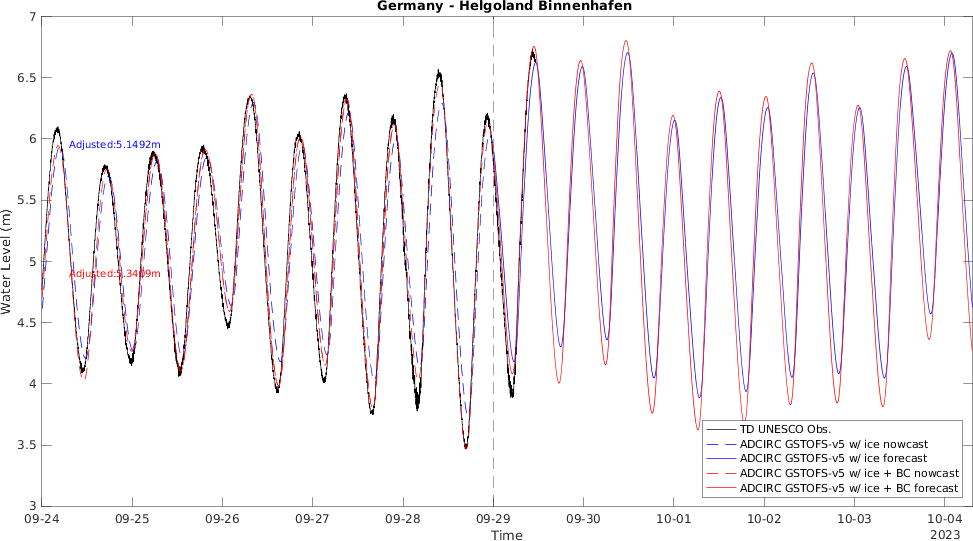 Germany - Helgoland Binnenhafen
7
6.5
6
5.5
5
4.5
4
3.5
3
Water Level (m)
Adjusted:5.1492m
Adjusted:5.3409m
TD UNESCO Obs.
ADCIRC GSTOFS-v5 w/ ice nowcast
ADCIRC GSTOFS-v5 w/ ice forecast
ADCIRC GSTOFS-v5 w/ ice + BC nowcast
ADCIRC GSTOFS-v5 w/ ice + BC forecast
09-24 09-25 09-26 09-27 09-28 09-29 09-30 10-01 10-02 10-03 10-04
Time
2023